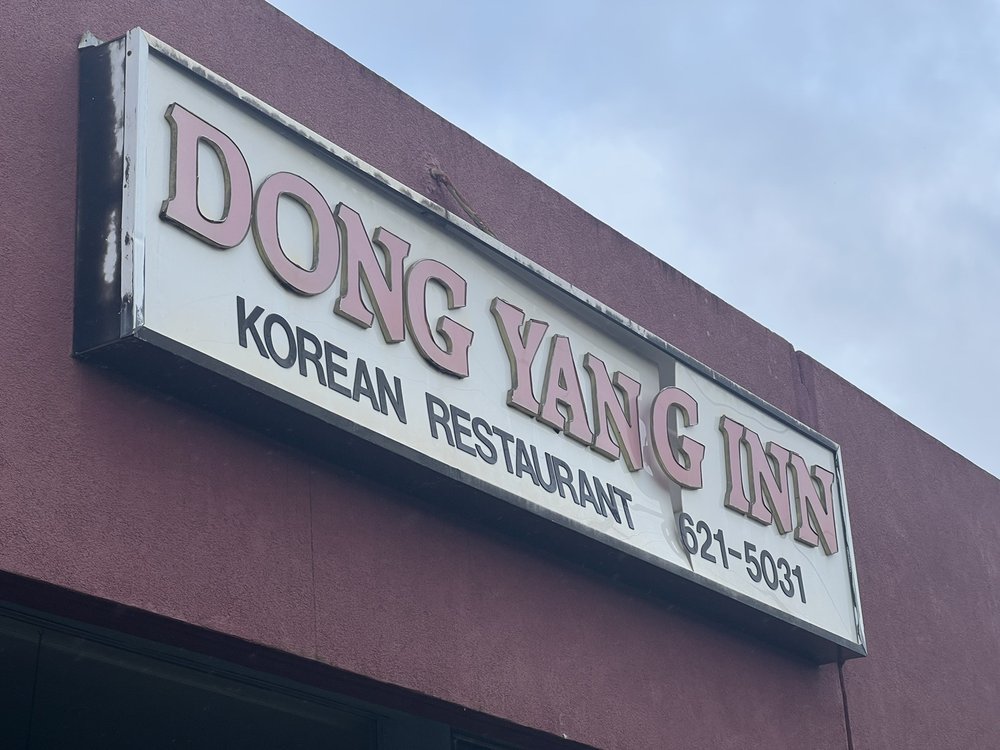 DONG YANG INN
KOREAN RESTAURANT 621-5031